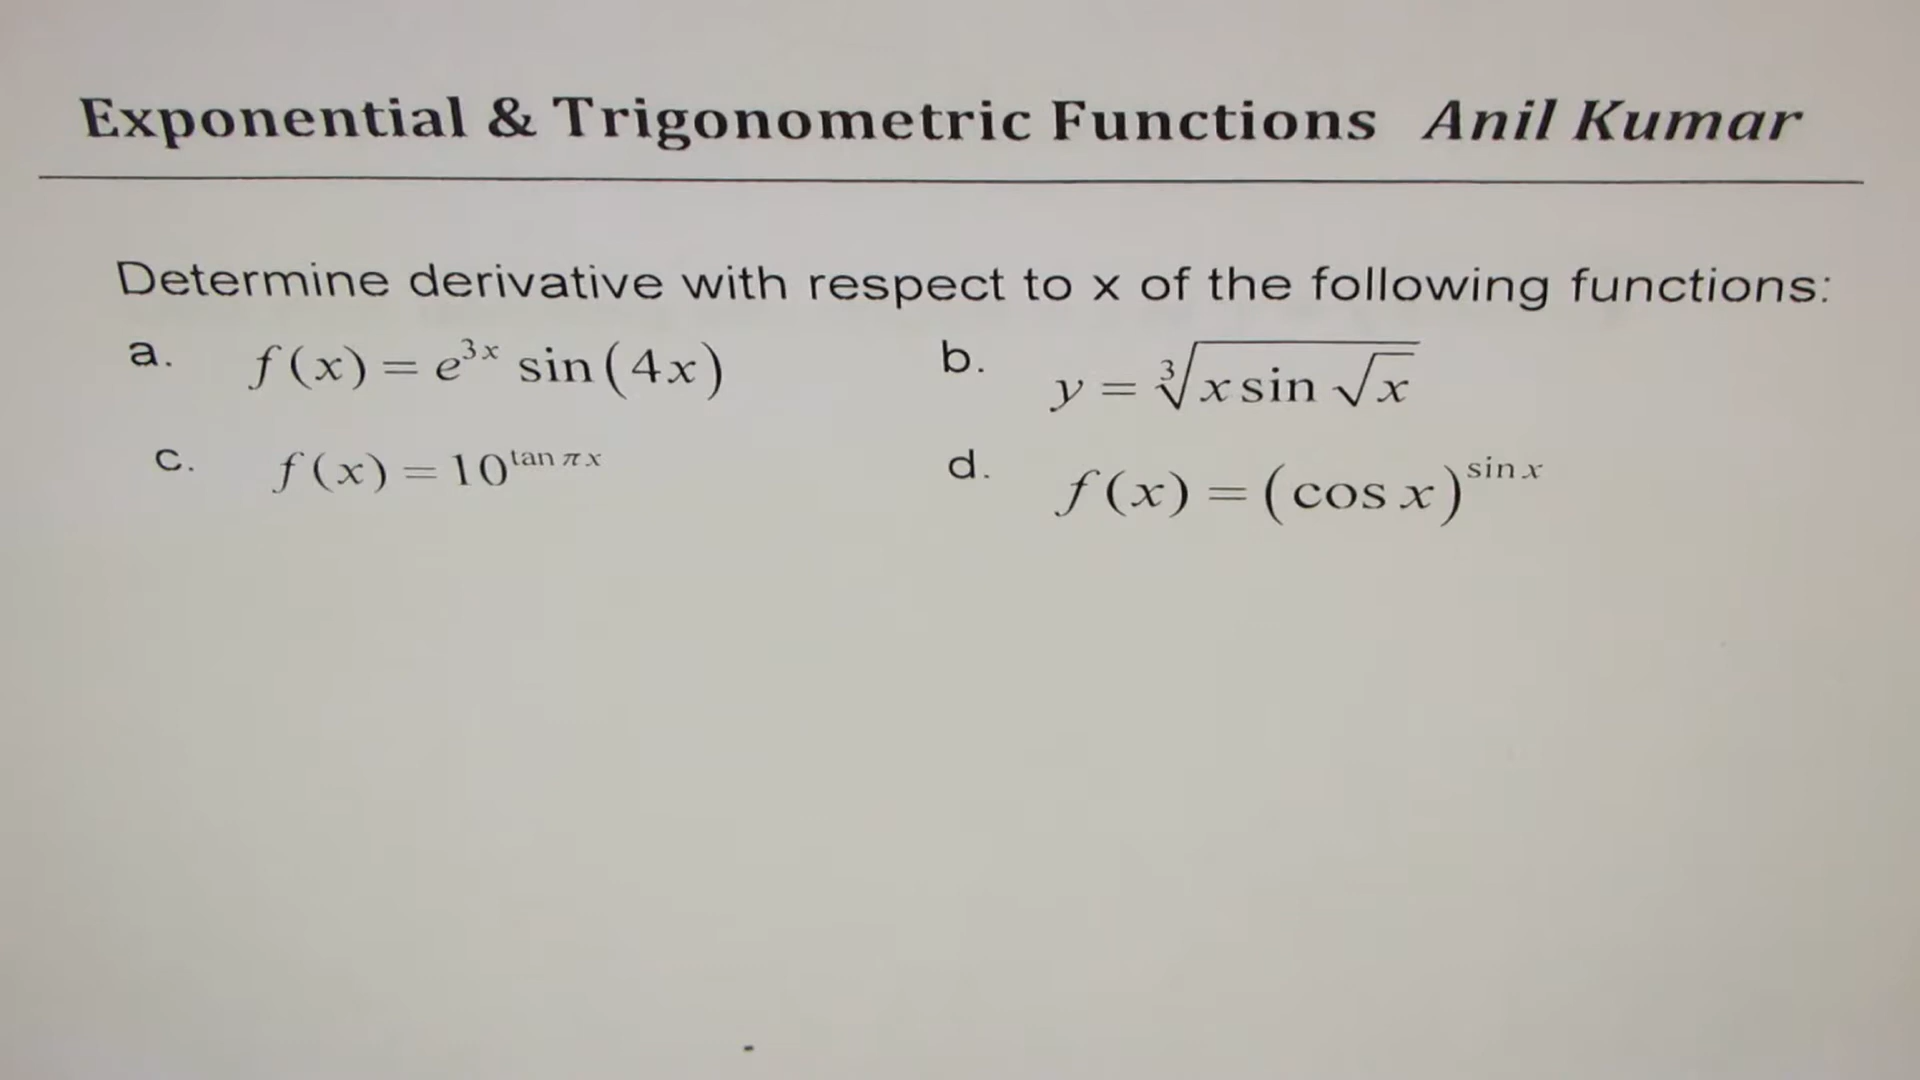 Exponential & Trigonometric Functions Anil Kumar
Determine derivative with respect to x of the following functions:
a. f(x) = e^{3x} sin(4x) b. y = ∛(x sin √x)
c. f(x) = 10^{tan πx} d. f(x) = (cos x)^{sin x}